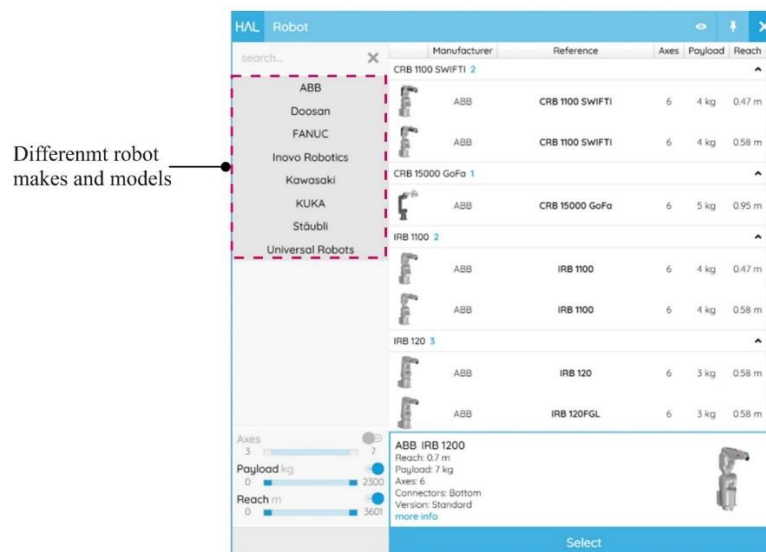 HAL Robot
search...
Differenmt robot
makes and models
ABB
Doosan
FANUC
Inovo Robotics
Kawasaki
KUKA
Stäubli
Universal Robots
Axes
3 7
Payload kg
0 2300
Reach m
0 3601
Manufacturer Reference Axes Payload Reach
CRB 1100 SWIFTI 2
ABB CRB 1100 SWIFTI 6 4 kg 0.47 m
ABB CRB 1100 SWIFTI 6 4 kg 0.58 m
CRB 15000 GoFa 1
ABB CRB 15000 GoFa 6 5 kg 0.95 m
IRB 1100 2
ABB IRB 1100 6 4 kg 0.47 m
ABB IRB 1100 6 4 kg 0.58 m
IRB 120 3
ABB IRB 120 6 3 kg 0.58 m
ABB IRB 120FGL 6 3 kg 0.58 m
ABB IRB 1200
Reach: 0.7 m
Payload: 7 kg
Axes: 6
Connectors: Bottom
Version: Standard
more info
Select